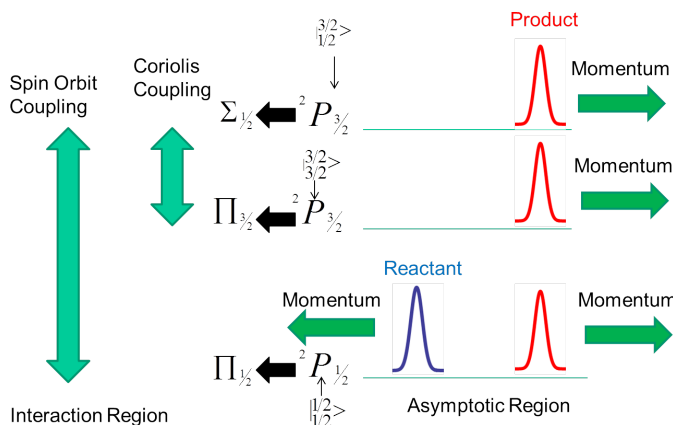 |3/2 1/2>
Product
Spin Orbit
Coupling
Coriolis
Coupling
Momentum
Σ1/2
2P3/2
|3/2 3/2>
Momentum
Π3/2
2P3/2
Reactant
Momentum
Momentum
Π1/2
2P1/2
|1/2 1/2>
Interaction Region
Asymptotic Region